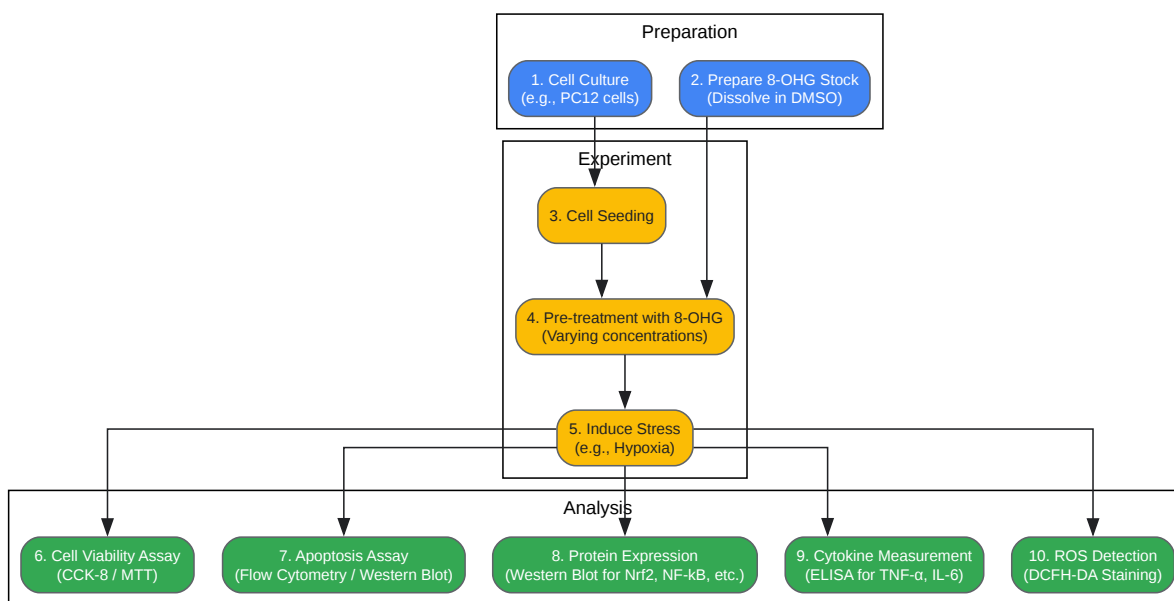 Preparation
1. Cell Culture
(e.g., PC12 cells)
2. Prepare 8-OHG Stock
(Dissolve in DMSO)
Experiment
3. Cell Seeding
4. Pre-treatment with 8-OHG
(Varying concentrations)
5. Induce Stress
(e.g., Hypoxia)
Analysis
6. Cell Viability Assay
(CCK-8 / MTT)
7. Apoptosis Assay
(Flow Cytometry / Western Blot)
8. Protein Expression
(Western Blot for Nrf2, NF-kB, etc.)
9. Cytokine Measurement
(ELISA for TNF-α, IL-6)
10. ROS Detection
(DCFH-DA Staining)